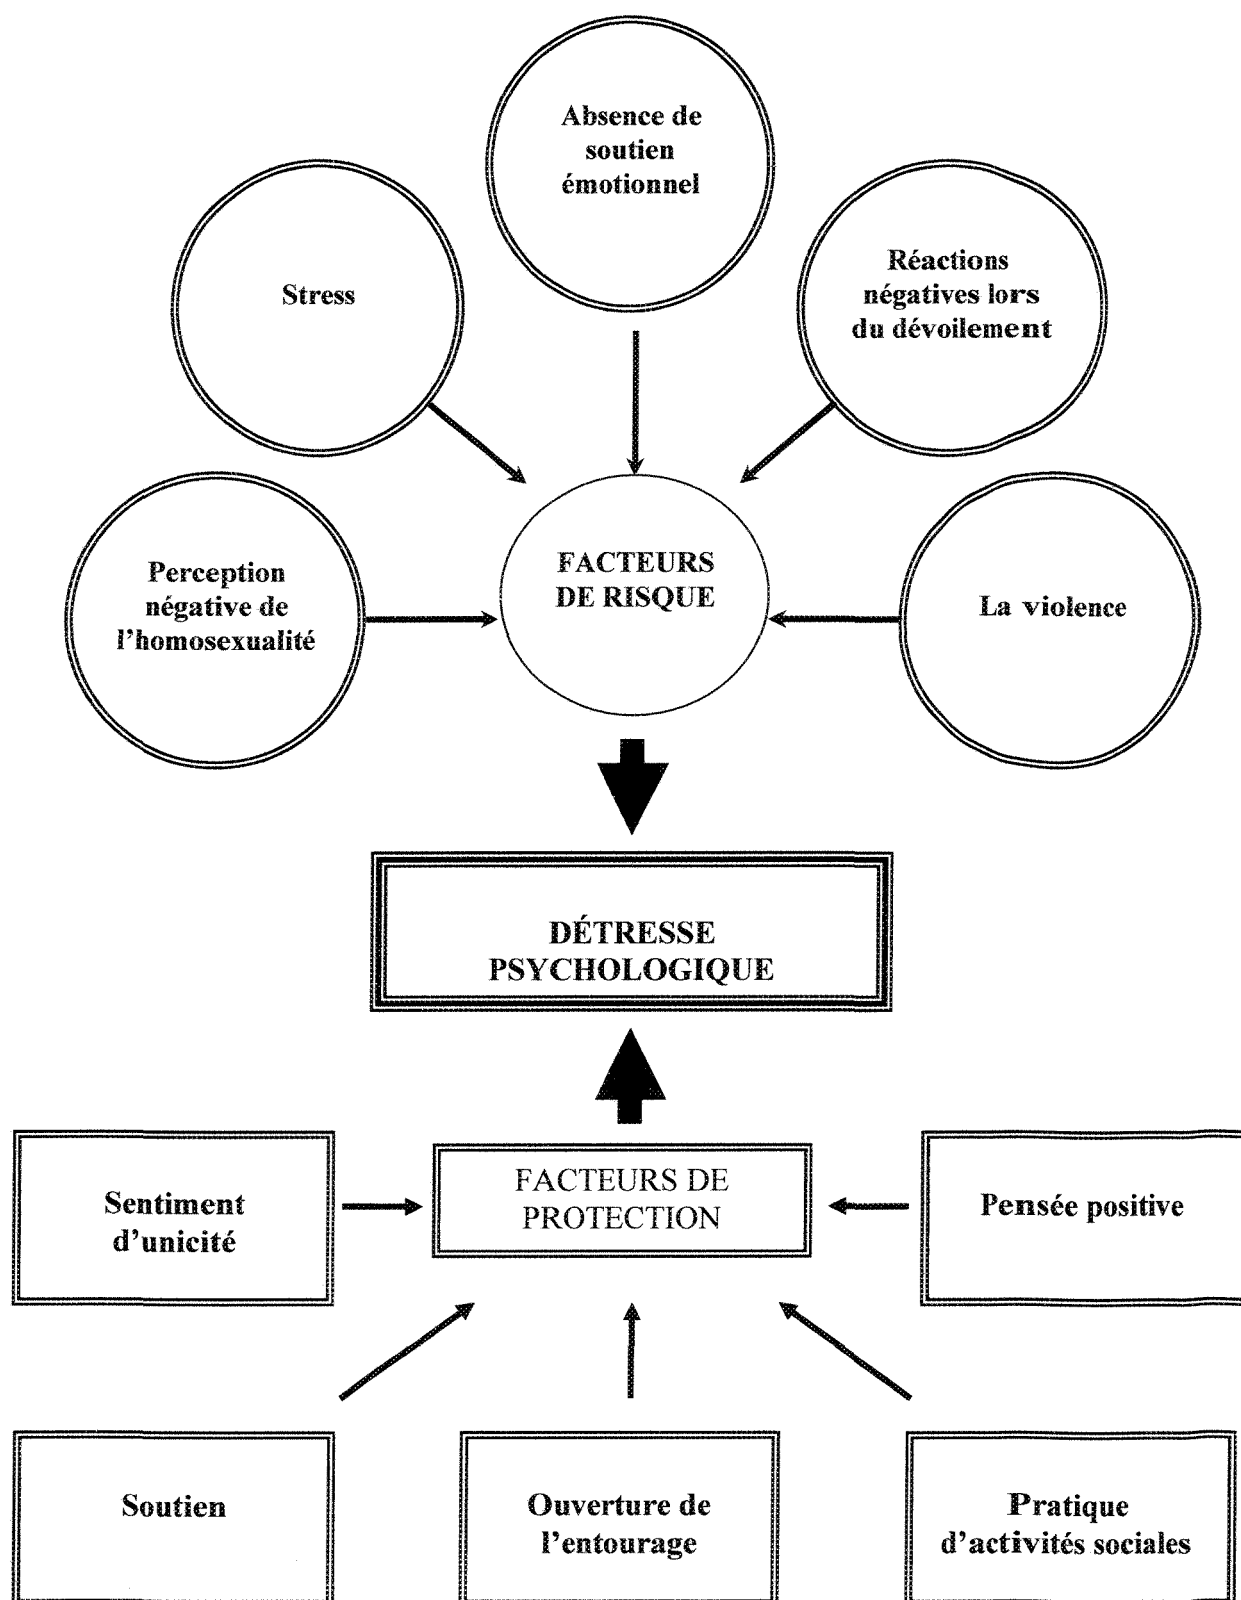 Absence de
soutien
émotionnel
Stress
Réactions
négatives lors
du dévoilement
Perception
négative de
l'homosexualité
FACTEURS
DE RISQUE
La violence
DÉTRESSE
PSYCHOLOGIQUE
Sentiment
d'unicité
FACTEURS DE
PROTECTION
Pensée positive
Soutien
Ouverture de
l'entourage
Pratique
d'activités sociales